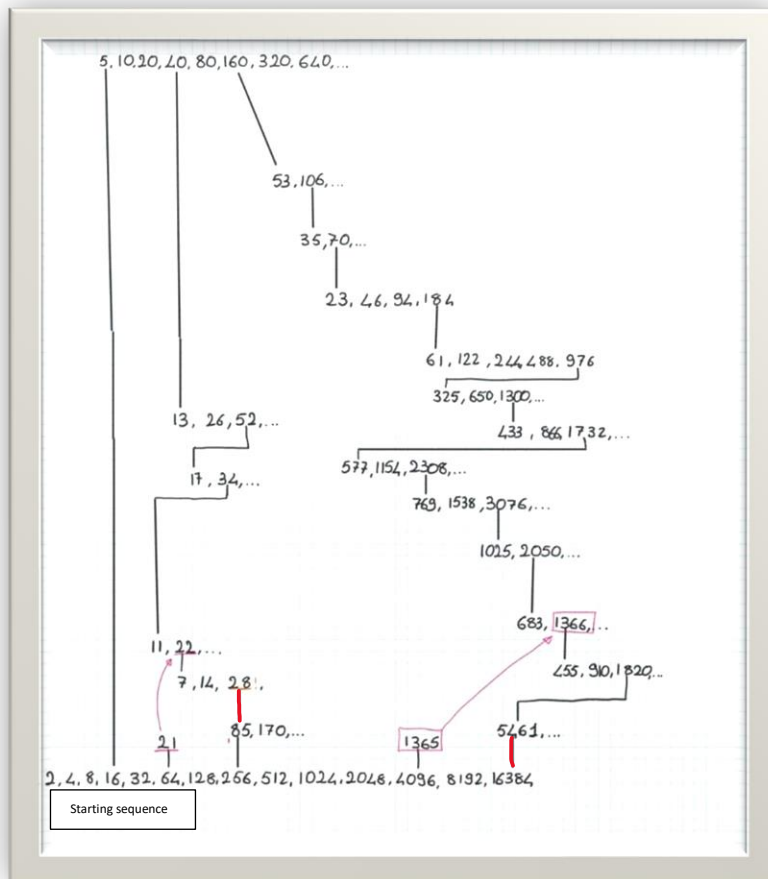 5, 10.20, 40, 80, 160, 320, 640, ...
53, 106, ...
35, 70, ...
23, 46, 94, 184
61, 122, 244, 488. 976
325, 650, 1300, ...
13, 26, 52, ...
433, 866, 1732, ...
577, 1154, 2308, ...
17, 34, ...
769, 1538, 3076, ...
1025, 2050, ...
683, 1366, ...
11, 22, ...
455, 910, 1820, ...
7, 14, 28,
85, 170, ...
5461, ...
21
1365
2, 4, 8, 16, 32, 64, 128, 256, 512, 1024, 2048, 4096, 8192, 16384
Starting sequence